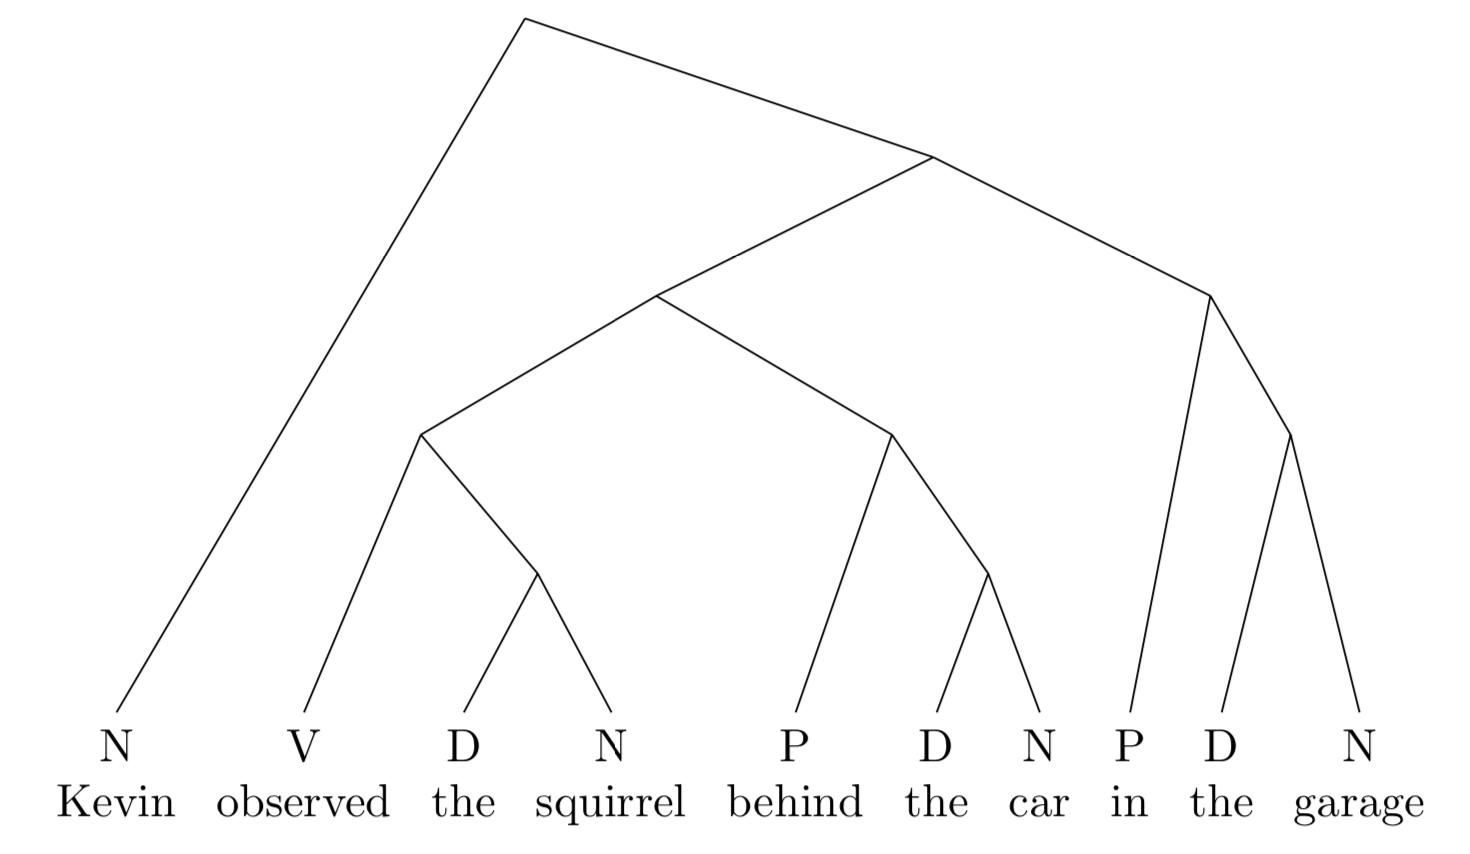 N V D N P D N P D N
Kevin observed the squirrel behind the car in the garage